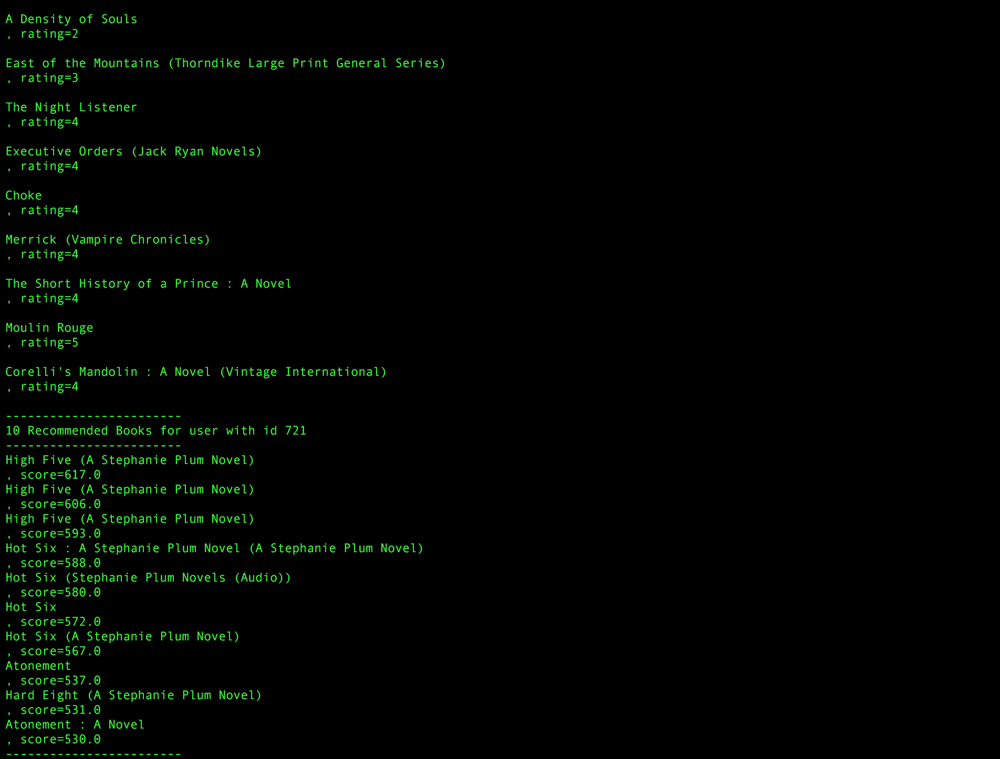 A Density of Souls
, rating=2
East of the Mountains (Thorndike Large Print General Series)
, rating=3
The Night Listener
, rating=4
Executive Orders (Jack Ryan Novels)
, rating=4
Choke
, rating=4
Merrick (Vampire Chronicles)
, rating=4
The Short History of a Prince : A Novel
, rating=4
Moulin Rouge
, rating=5
Corelli's Mandolin : A Novel (Vintage International)
, rating=4
------------------------
10 Recommended Books for user with id 721
------------------------
High Five (A Stephanie Plum Novel)
, score=617.0
High Five (A Stephanie Plum Novel)
, score=606.0
High Five (A Stephanie Plum Novel)
, score=593.0
Hot Six : A Stephanie Plum Novel (A Stephanie Plum Novel)
, score=588.0
Hot Six (Stephanie Plum Novels (Audio))
, score=580.0
Hot Six
, score=572.0
Hot Six (A Stephanie Plum Novel)
, score=567.0
Atonement
, score=537.0
Hard Eight (A Stephanie Plum Novel)
, score=531.0
Atonement : A Novel
, score=530.0
------------------------